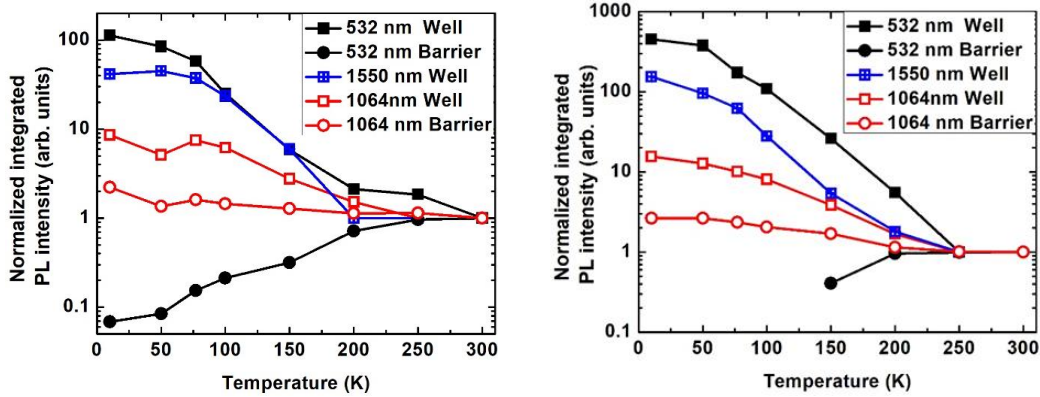 Normalized integrated
PL intensity (arb. units)
100
10
1
0.1
532 nm  Well
532 nm Barrier
1550 nm Well
1064nm Well
1064 nm Barrier
0 50 100 150 200 250 300
Temperature (K)
Normalized integrated
PL intensity (arb. units)
1000
100
10
1
0.1
532 nm  Well
532 nm Barrier
1550 nm Well
1064nm Well
1064 nm Barrier
0 50 100 150 200 250 300
Temperature (K)